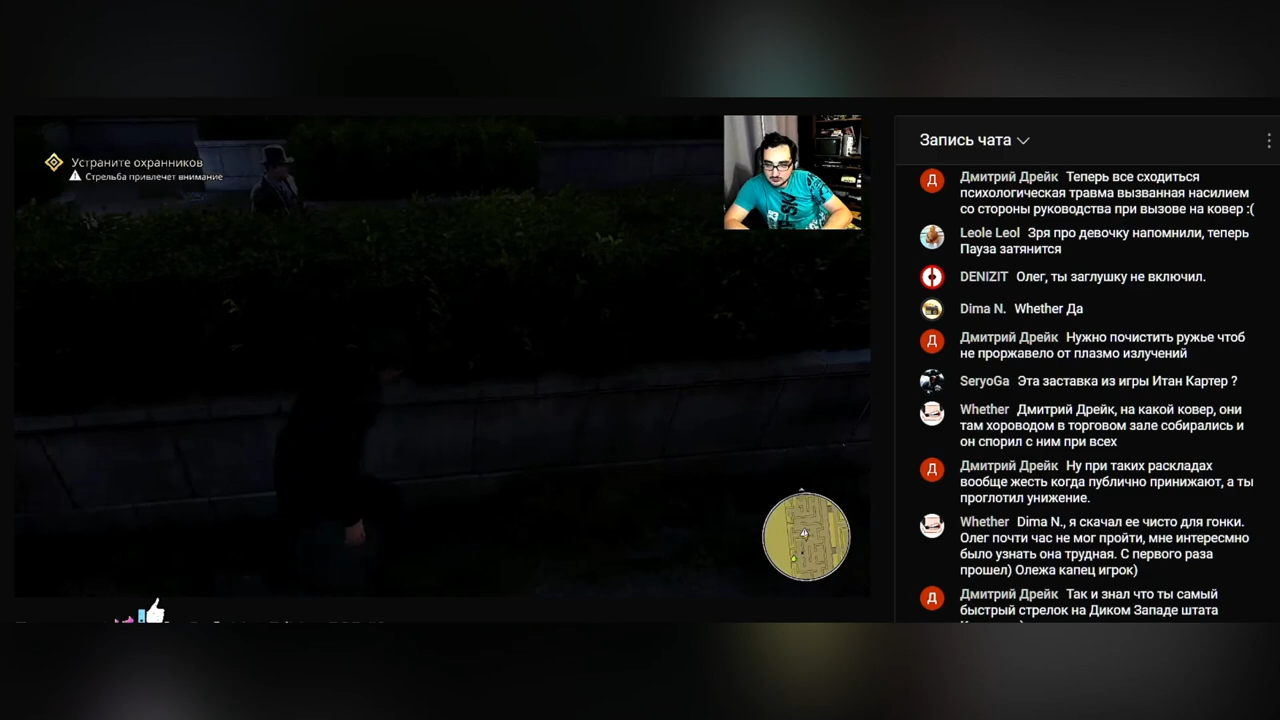 Устраните охранников
Стрельба привлечет внимание
Запись чата
Дмитрий Дрейк Теперь все сходиться
психологическая травма вызванная насилием
со стороны руководства при вызове на ковер :(
Leole Leol Зря про девочку напомнили, теперь
Пауза затянится
DENIZIT Олег, ты заглушку не включил.
Dima N. Whether Да
Дмитрий Дрейк Нужно почистить ружье чтоб
не проржавело от плазмо излучений
SeryoGa Эта заставка из игры Итан Картер ?
Whether Дмитрий Дрейк, на какой ковер, они
там хороводом в торговом зале собирались и
он спорил с ним при всех
Дмитрий Дрейк Ну при таких раскладах
вообще жесть когда публично принижают, а ты
проглотил унижение.
Whether Dima N., я скачал ее чисто для гонки.
Олег почти час не мог пройти, мне интересмно
было узнать она трудная. С первого раза
прошел) Олежа капец игрок)
Дмитрий Дрейк Так и знал что ты самый
быстрый стрелок на Диком Западе штата